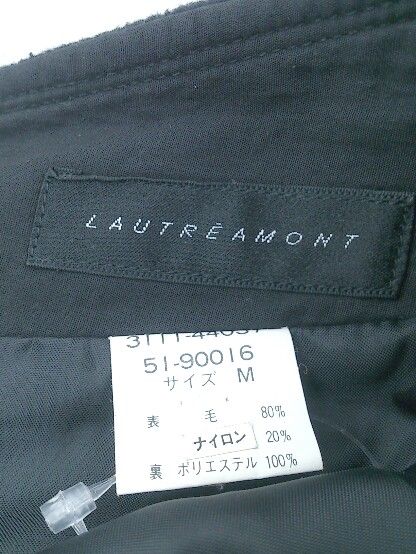 LAUTRÉAMONT
51-90016
サイズ M
表 毛 80%
ナイロン 20%
裏 ポリエステル 100%